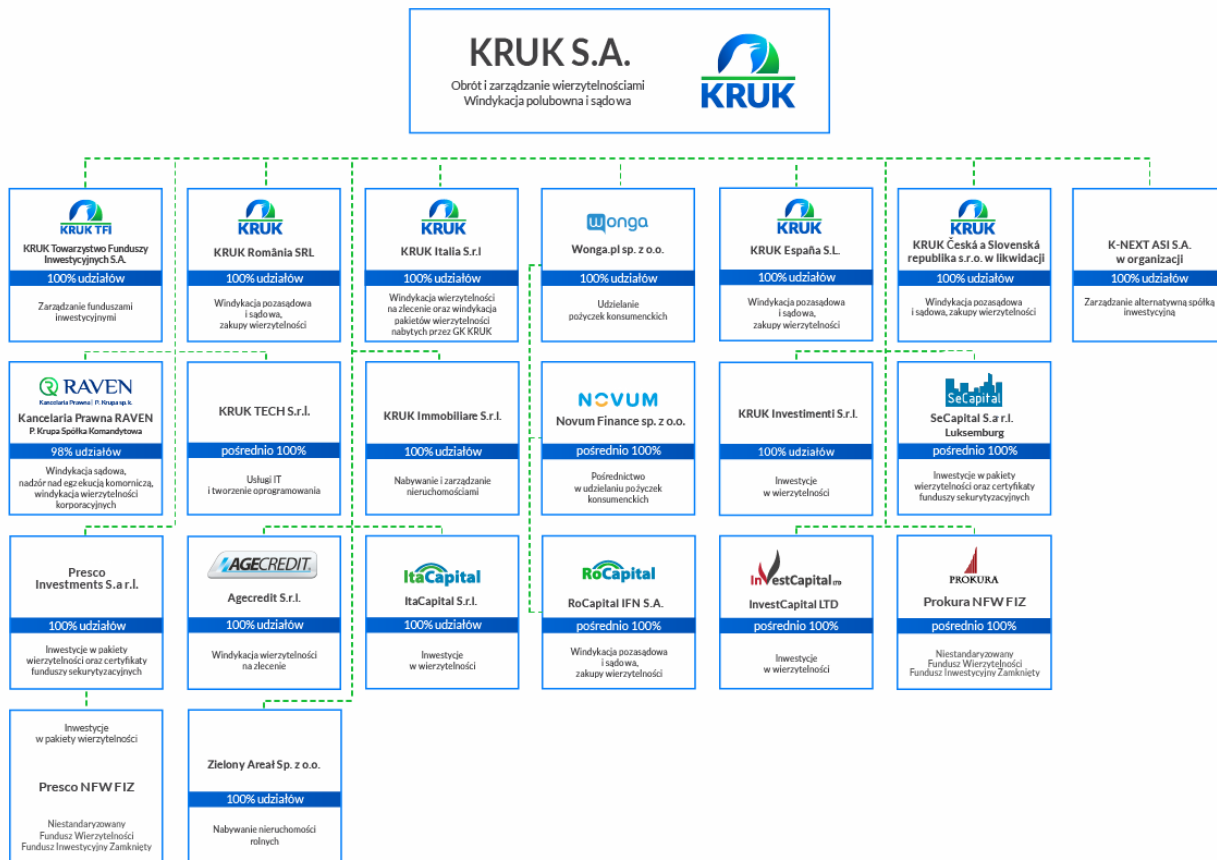 KRUK S.A.
Obrót i zarządzanie wierzytelnościami
Windykacja polubowna i sądowa
KRUK
KRUK TFI
KRUK Towarzystwo Funduszy
Inwestycyjnych S.A.
100% udziałów
Zarządzanie funduszami
inwestycyjnymi
KRUK
KRUK România SRL
100% udziałów
Windykacja pozasądowa
i sądowa,
zakupy wierzytelności
KRUK
KRUK Italia S.r.l
100% udziałów
Windykacja wierzytelności
na zlecenie oraz windykacja
pakietów wierzytelności
nabytych przez GK KRUK
wonga
Wonga.pl sp. z o.o.
100% udziałów
Udzielanie
pożyczek konsumenckich
KRUK
KRUK España S.L.
100% udziałów
Windykacja pozasądowa
i sądowa,
zakupy wierzytelności
KRUK
KRUK Česká a Slovenská
republika s.r.o. w likwidacji
100% udziałów
Windykacja pozasądowa
i sądowa, zakupy wierzytelności
K-NEXT ASI S.A.
w organizacji
100% udziałów
Zarządzanie alternatywną spółką
inwestycyjną
RAVEN
Kancelaria Prawna | P. Krupa sp.k.
Kancelaria Prawna RAVEN
P. Krupa Spółka Komandytowa
98% udziałów
Windykacja sądowa,
nadzór nad egzekucją komorniczą,
windykacja wierzytelności
korporacyjnych
KRUK TECH S.r.l.
pośrednio 100%
Usługi IT
i tworzenie oprogramowania
KRUK Immobiliare S.r.l.
100% udziałów
Nabywanie i zarządzanie
nieruchomościami
NOVUM
Novum Finance sp. z o.o.
pośrednio 100%
Pośrednictwo
w udzielaniu pożyczek
konsumenckich
KRUK Investimenti S.r.l.
100% udziałów
Inwestycje
w wierzytelności
SeCapital
SeCapital S.a r.l.
Luksemburg
pośrednio 100%
Inwestycje w pakiety
wierzytelności oraz certyfikaty
funduszy sekurytyzacyjnych
Presco
Investments S.a r.l.
100% udziałów
Inwestycje w pakiety
wierzytelności oraz certyfikaty
funduszy sekurytyzacyjnych
AGECREDIT
Agecredit S.r.l.
100% udziałów
Windykacja wierzytelności
na zlecenie
ItaCapital
ItaCapital S.r.l.
100% udziałów
Inwestycje
w wierzytelności
RoCapital
RoCapital IFN S.A.
pośrednio 100%
Windykacja pozasądowa
i sądowa,
zakupy wierzytelności
InvestCapital LTD
InvestCapital LTD
pośrednio 100%
Inwestycje
w wierzytelności
PROKURA
Prokura NFW FIZ
pośrednio 100%
Niestandaryzowany
Fundusz Wierzytelności
Fundusz Inwestycyjny Zamknięty
Inwestycje
w pakiety wierzytelności
Presco NFW FIZ
Niestandaryzowany
Fundusz Wierzytelności
Fundusz Inwestycyjny Zamknięty
Zielony Areał Sp. z o.o.
100% udziałów
Nabywanie nieruchomości
rolnych